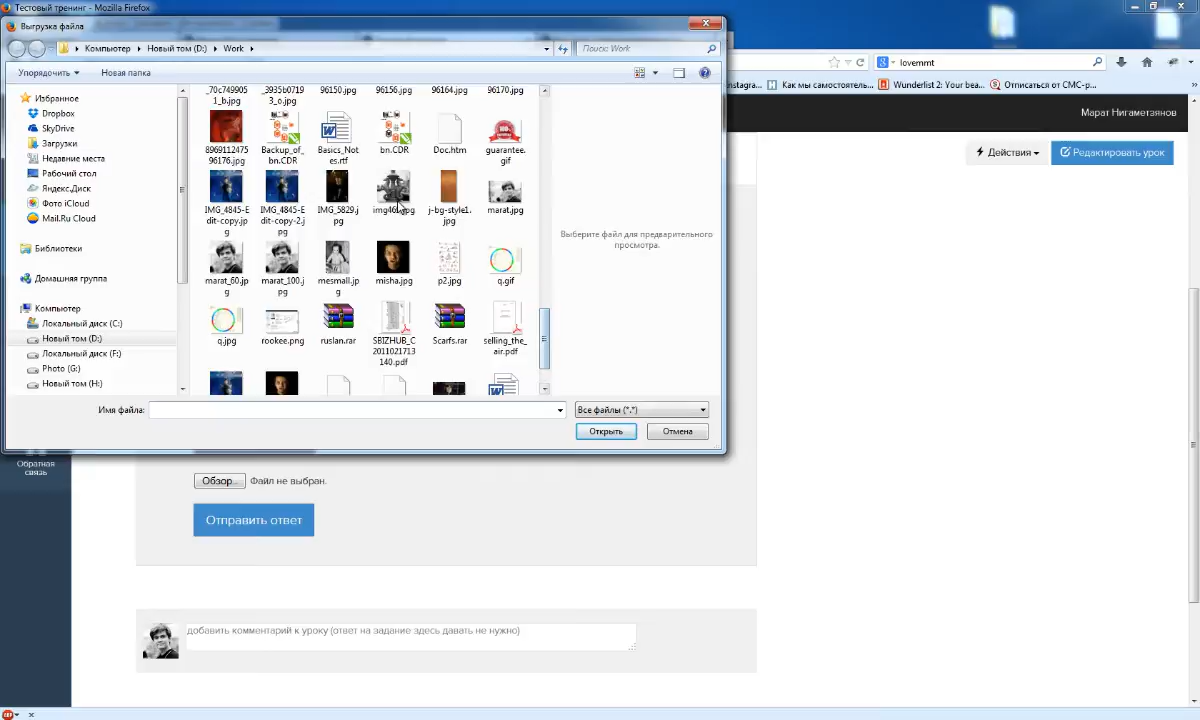 Тестовый тренинг - Mozilla Firefox
Выгрузка файла
Компьютер
Новый том (D:)
Work
Поиск: Work
lovemmt
Упорядочить
Новая папка
nstagra...
Как мы самостоятель...
Wunderlist 2: Your bea...
Отписаться от СМС-р...
Марат Нигаметзянов
Действия
Редактировать урок
Избранное
Dropbox
SkyDrive
Загрузки
Недавние места
Рабочий стол
Яндекс.Диск
Фото iCloud
Mail.Ru Cloud
Библиотеки
Домашняя группа
Компьютер
Локальный диск (C:)
Новый том (D:)
Локальный диск (F:)
Photo (G:)
Новый том (H:)
_70c749905
1_b.jpg
_3935b0719
3_o.jpg
96150.jpg
96156.jpg
96164.jpg
96170.jpg
8969112475
96176.jpg
Backup_of_
bn.CDR
Basics_Not
es.rtf
bn.CDR
Doc.htm
guarantee.
gif
IMG_4845-E
dit-copy.jp
g
IMG_4845-E
dit-copy-2.j
pg
IMG_5829.j
pg
j-bg-style1.
jpg
marat.jpg
marat_60.jp
g
marat_100.j
pg
mesmall.jp
g
misha.jpg
p2.jpg
q.gif
q.jpg
rookee.png
ruslan.rar
SBIZHUB_C
2011021713
140.pdf
Scarfs.rar
selling_the_
air.pdf
Выберите файл для предварительного
просмотра.
Имя файла:
Все файлы (*.*)
Открыть
Отмена
Обратная
связь
Обзор...
Файл не выбран.
Отправить ответ
добавить комментарий к уроку (ответ на задание здесь давать не нужно)